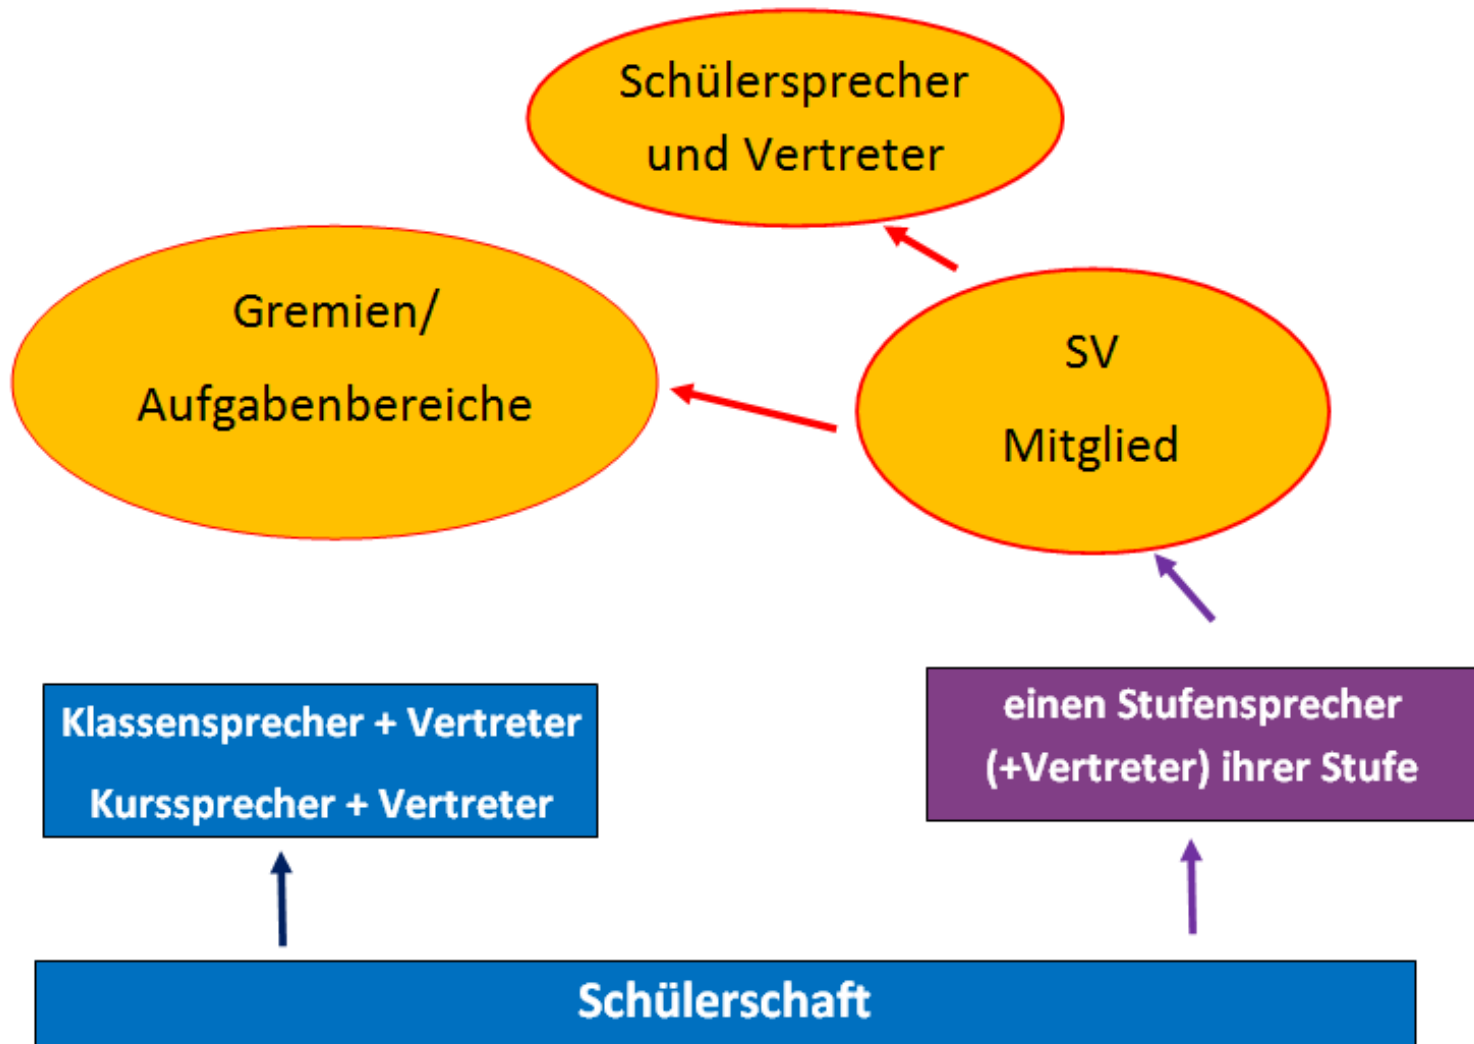 Schülersprecher
und Vertreter
Gremien/
Aufgabenbereiche
SV
Mitglied
Klassensprecher + Vertreter
Kurssprecher + Vertreter
einen Stufensprecher
(+Vertreter) ihrer Stufe
Schülerschaft